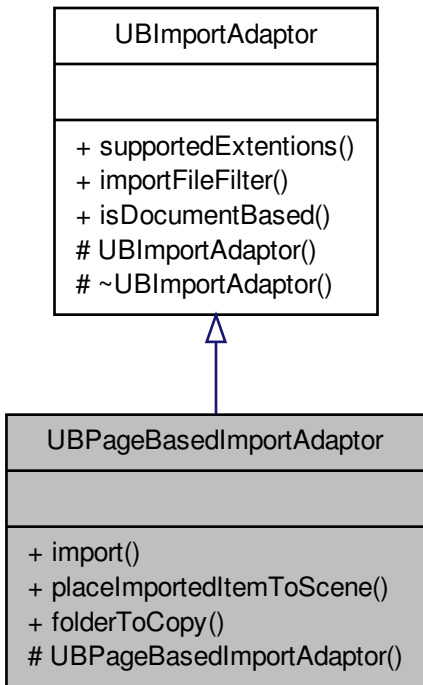 UBImportAdaptor
+ supportedExtentions()
+ importFileFilter()
+ isDocumentBased()
# UBImportAdaptor()
# ~UBImportAdaptor()
UBPageBasedImportAdaptor
+ import()
+ placeImportedItemToScene()
+ folderToCopy()
# UBPageBasedImportAdaptor()